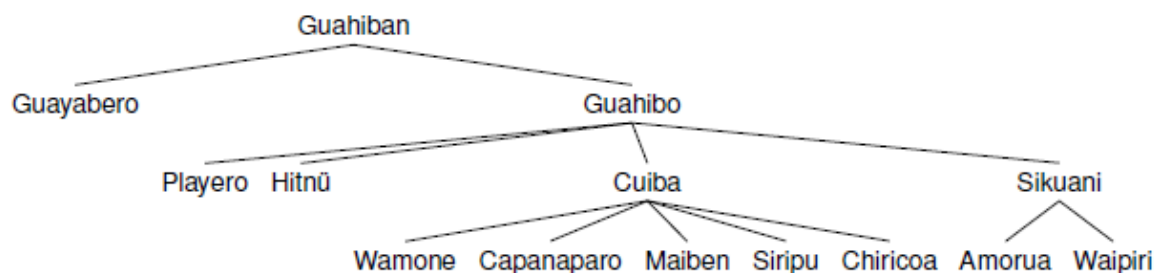 Guahiban
Guayabero Guahibo
Playero Hitnü Cuiba Sikuani
Wamone Capanaparo Maiben Siripu Chiricoa Amorua Waipiri